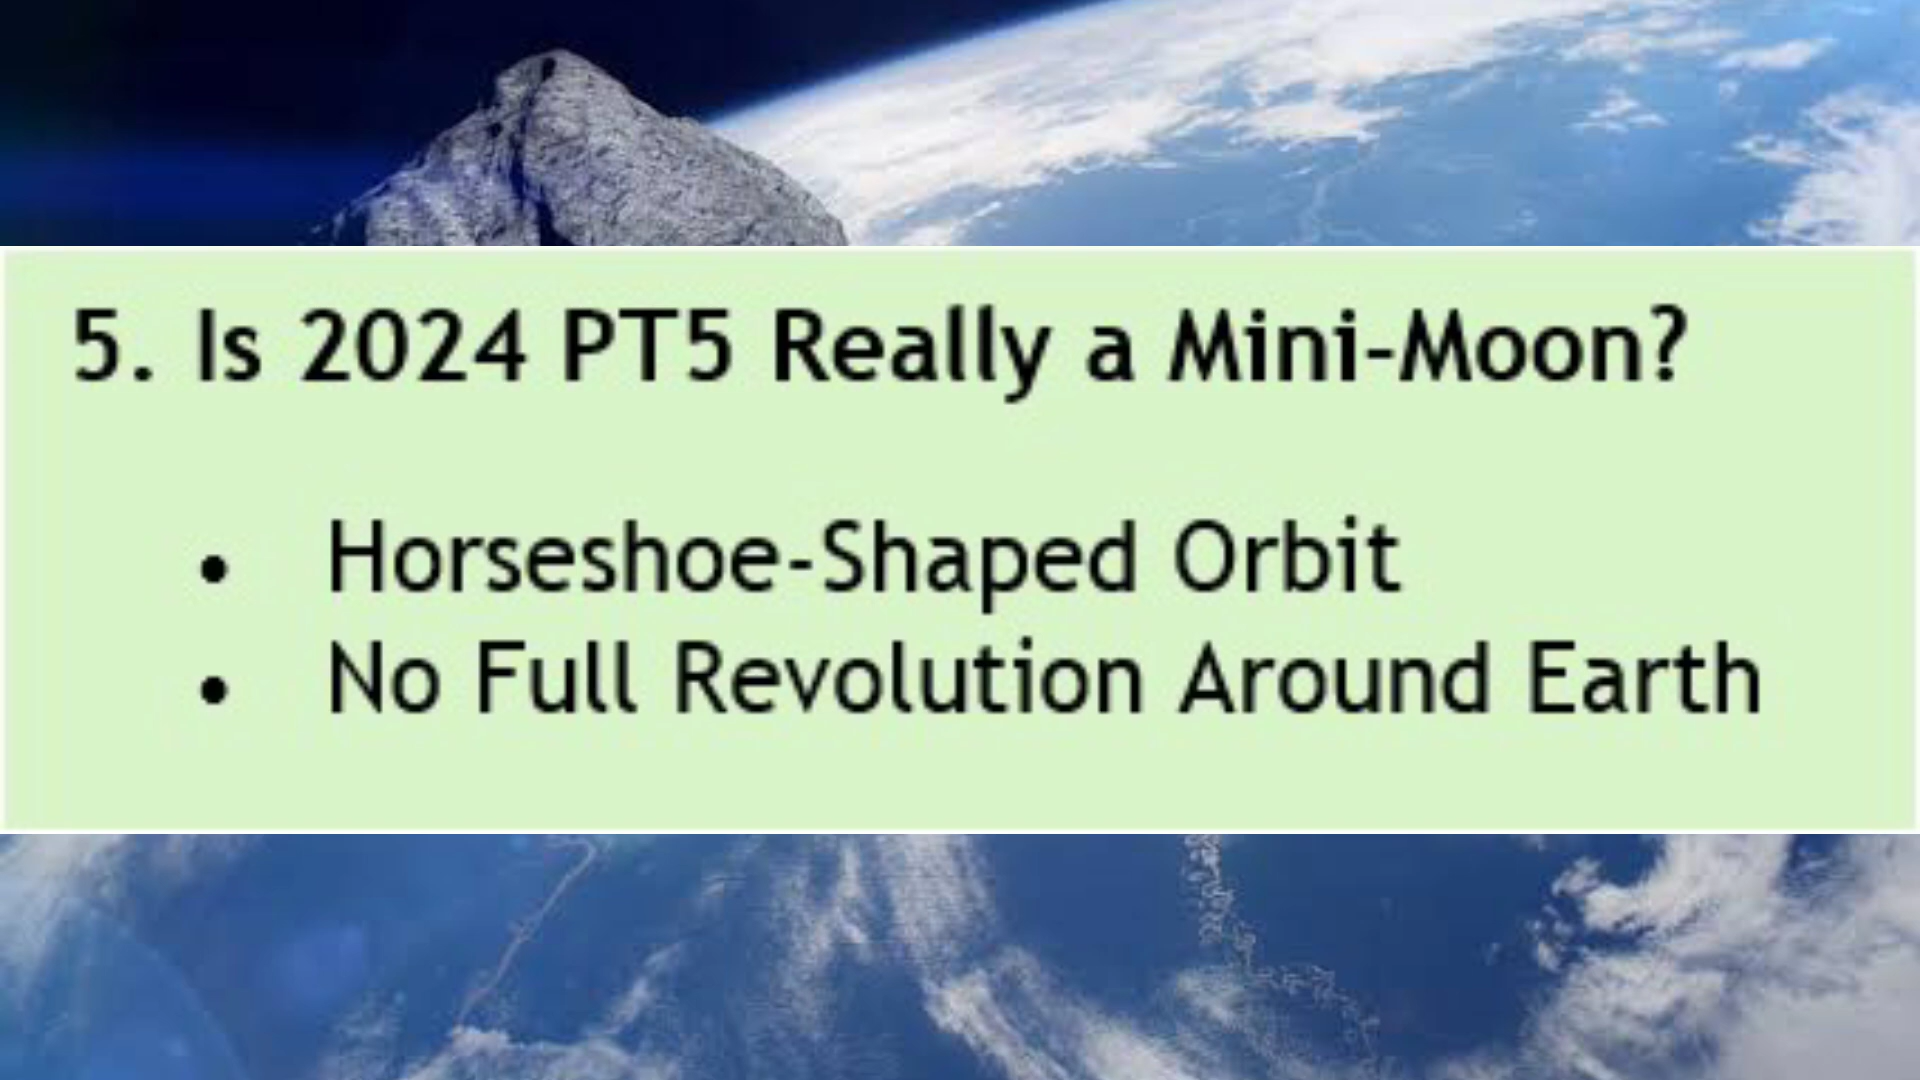 5. Is 2024 PT5 Really a Mini-Moon?
• Horseshoe-Shaped Orbit
• No Full Revolution Around Earth